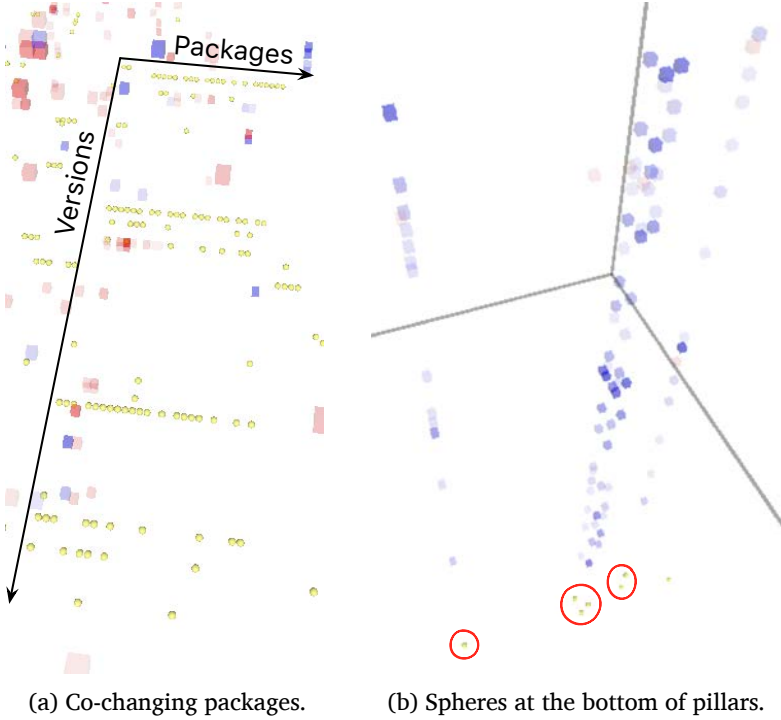 Packages
Versions
(a) Co-changing packages.
(b) Spheres at the bottom of pillars.